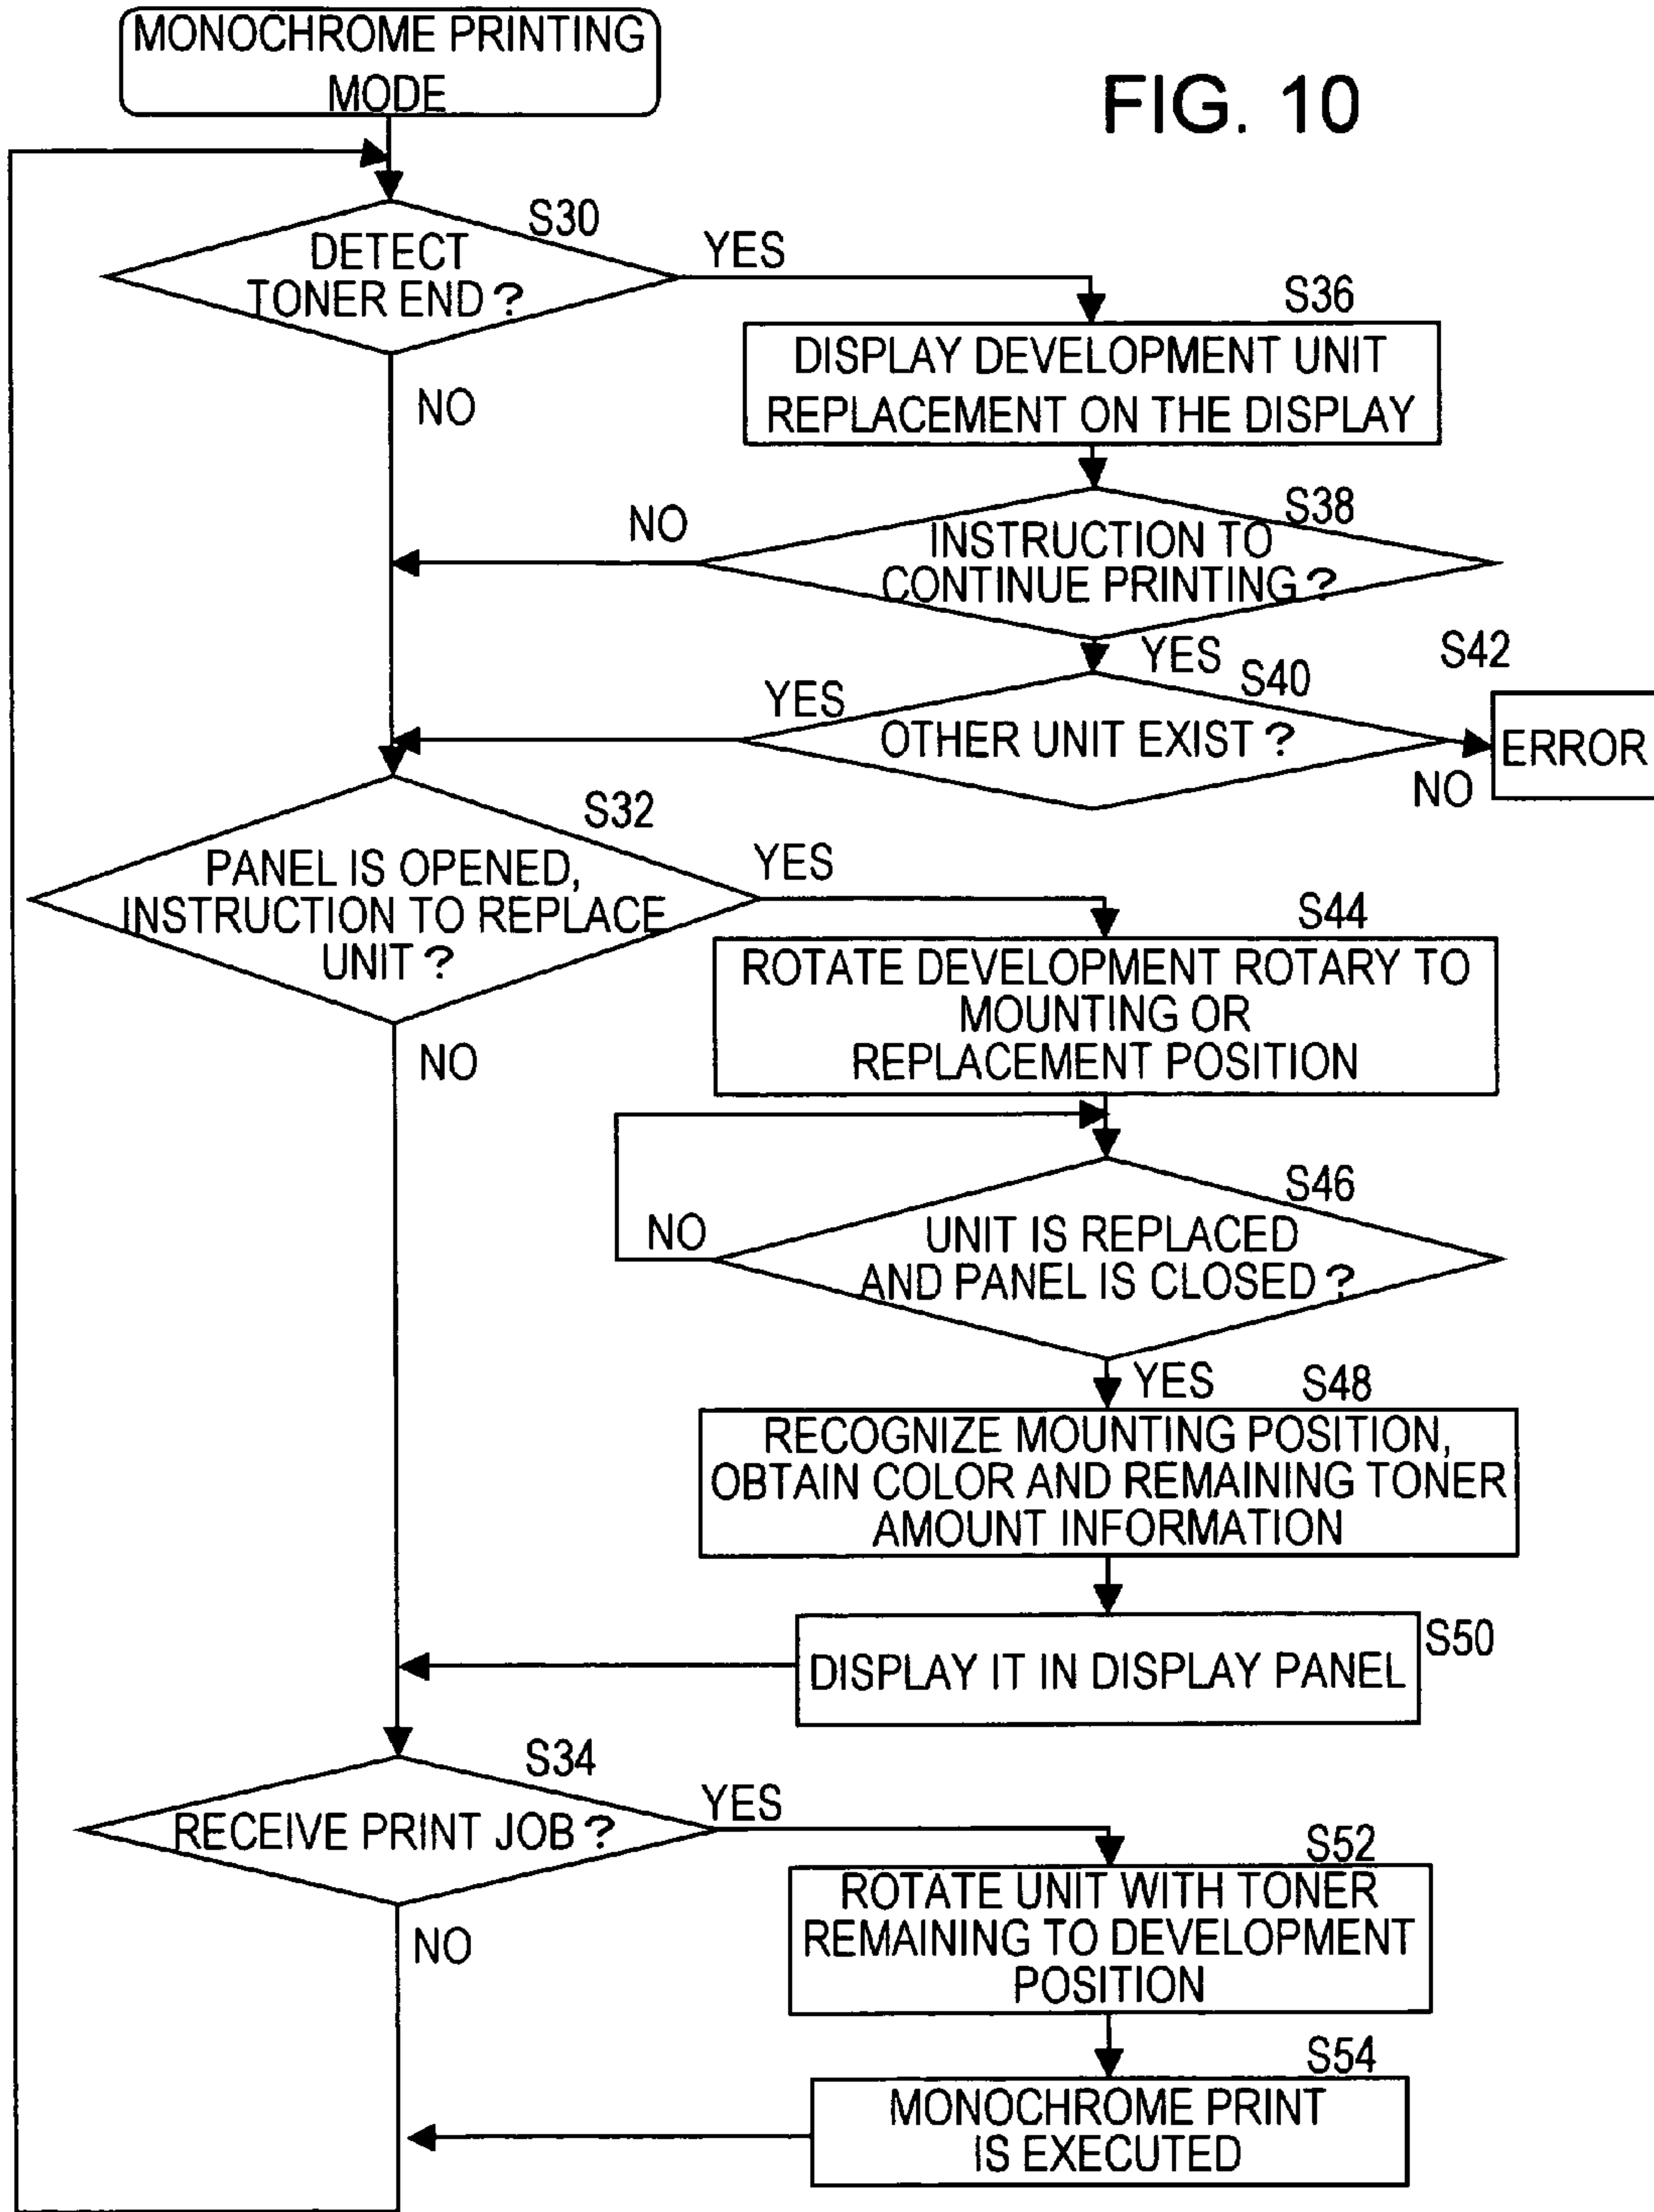 MONOCHROME PRINTING
MODE
FIG. 10
S30
DETECT
TONER END ?
YES
NO
S36
DISPLAY DEVELOPMENT UNIT
REPLACEMENT ON THE DISPLAY
S38
INSTRUCTION TO
CONTINUE PRINTING ?
NO
YES
S40
OTHER UNIT EXIST ?
YES
NO
S42
ERROR
S32
PANEL IS OPENED,
INSTRUCTION TO REPLACE
UNIT ?
YES
NO
S44
ROTATE DEVELOPMENT ROTARY TO
MOUNTING OR
REPLACEMENT POSITION
S46
UNIT IS REPLACED
AND PANEL IS CLOSED ?
NO
YES
S48
RECOGNIZE MOUNTING POSITION,
OBTAIN COLOR AND REMAINING TONER
AMOUNT INFORMATION
S50
DISPLAY IT IN DISPLAY PANEL
S34
RECEIVE PRINT JOB ?
YES
NO
S52
ROTATE UNIT WITH TONER
REMAINING TO DEVELOPMENT
POSITION
S54
MONOCHROME PRINT
IS EXECUTED